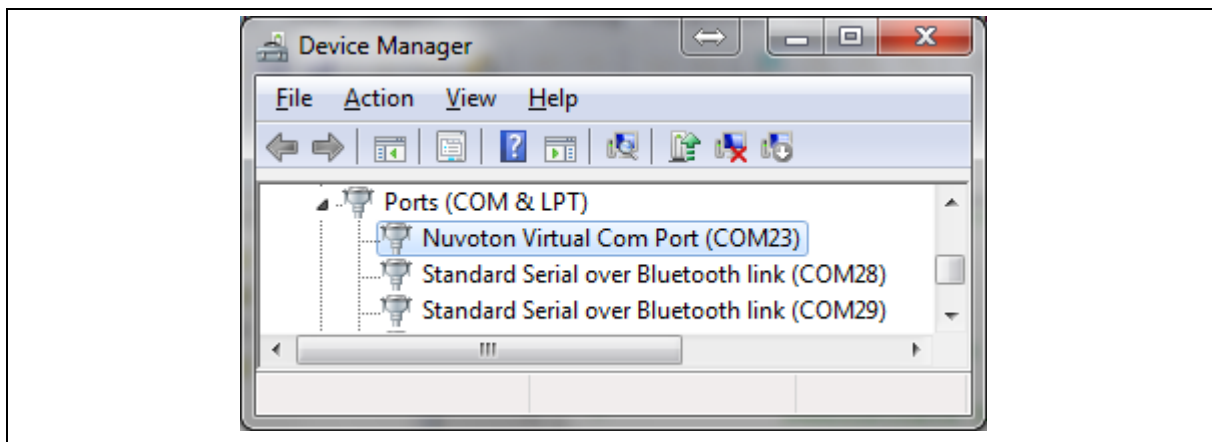 Device Manager
File Action View Help
Ports (COM & LPT)
Nuvoton Virtual Com Port (COM23)
Standard Serial over Bluetooth link (COM28)
Standard Serial over Bluetooth link (COM29)